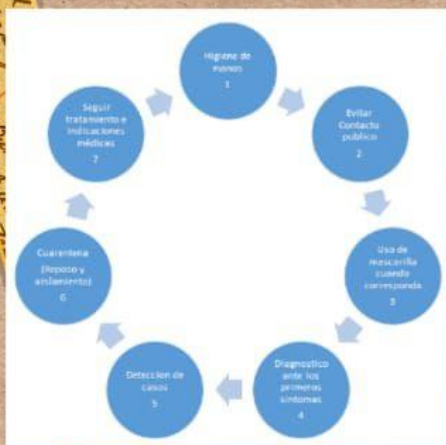 Higiene de
manos
1
Evitar
Contacto
publico
2
Uso de
mascarilla
cuando
corresponda
3
Diagnostico
ante los
primeros
sintomas
4
Deteccion de
casos
5
Cuarentena
(Reposo y
aislamiento)
6
Seguir
tratamiento e
indicaciones
médicas
7